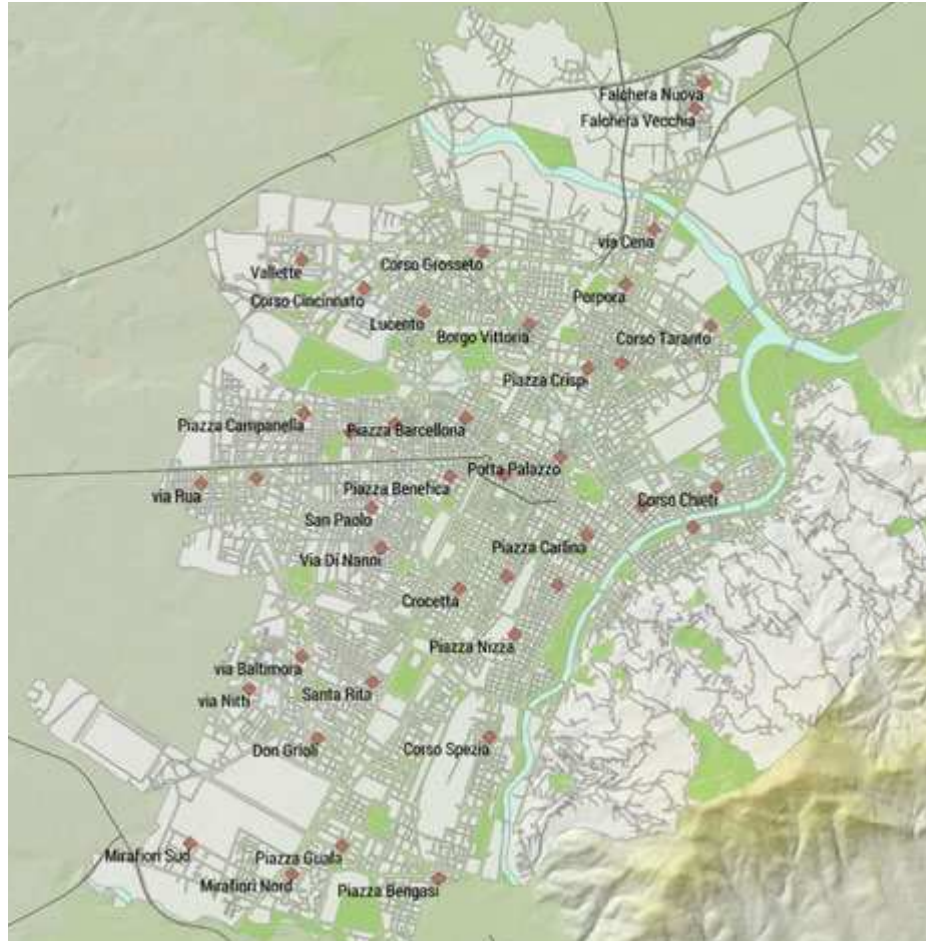 Falchera Nuova
Falchera Vecchia
via Cena
Corso Grosseto
Vallette
Corso Cincinnato
Porpora
Lucento
Borgo Vittoria
Corso Taranto
Piazza Crispi
Piazza Campanella
Piazza Barcellona
Porta Palazzo
Piazza Benefica
via Rua
Corso Chieti
San Paolo
Piazza Carlina
Via Di Nanni
Crocetta
Piazza Nizza
via Baltimora
Santa Rita
via Nitti
Don Grioli
Corso Spezia
Mirafiori Sud
Piazza Guala
Mirafiori Nord
Piazza Bengasi